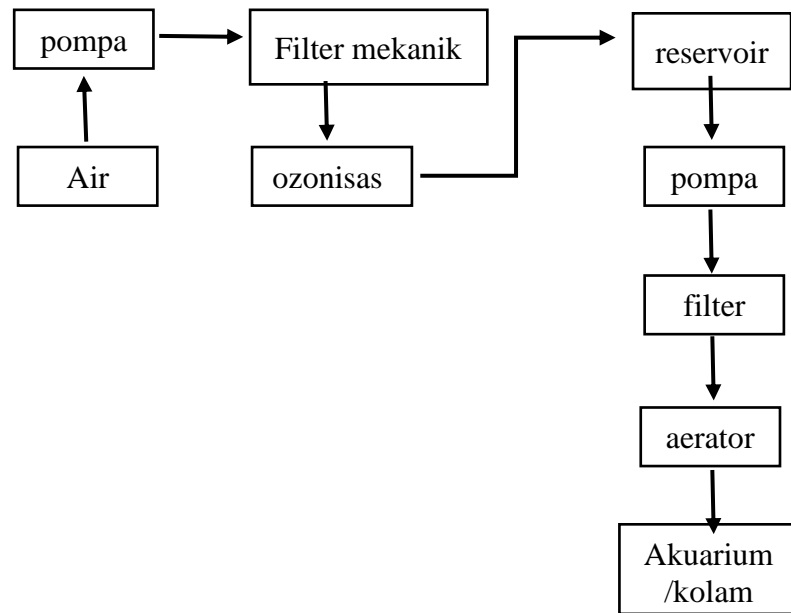 pompa
Filter mekanik
reservoir
Air
ozonisas
pompa
filter
aerator
Akuarium
/kolam